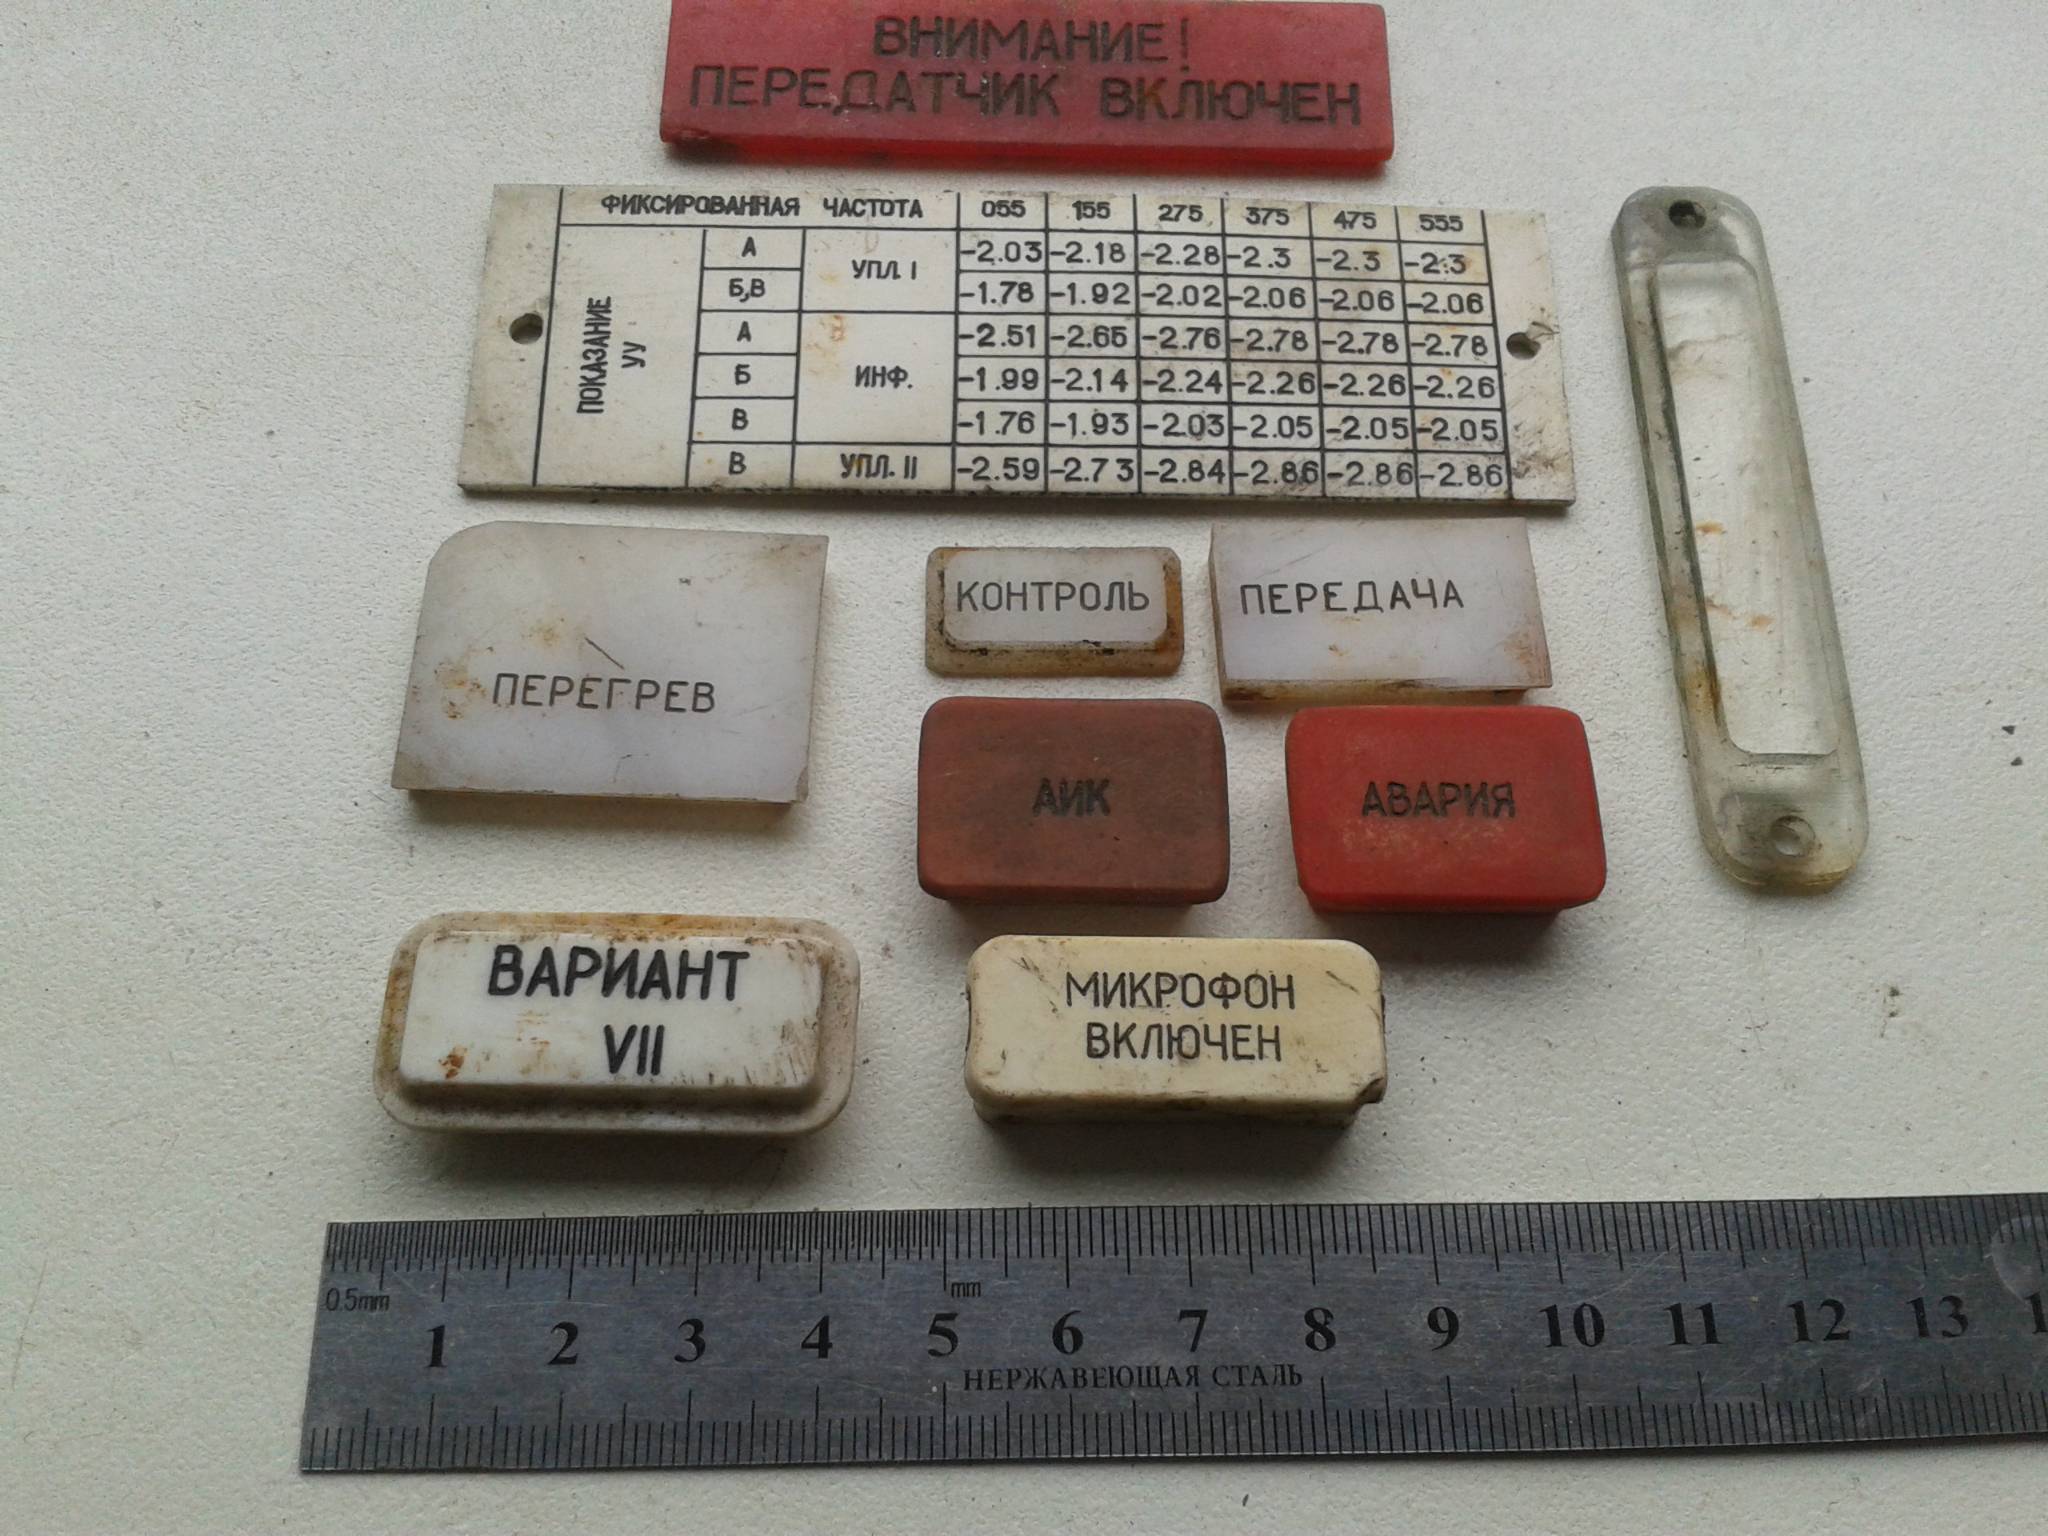 ВНИМАНИЕ!
ПЕРЕДАТЧИК ВКЛЮЧЕН
ФИКСИРОВАННАЯ ЧАСТОТА 055 155 275 375 475 555
ПОКАЗАНИЕ УУ
А УПЛ. I -2.03 -2.18 -2.28 -2.3 -2.3 -2.3
Б,В -1.78 -1.92 -2.02 -2.06 -2.06 -2.06
А -2.51 -2.65 -2.76 -2.78 -2.78 -2.78
Б ИНФ. -1.99 -2.14 -2.24 -2.26 -2.26 -2.26
В -1.76 -1.93 -2.03 -2.05 -2.05 -2.05
В УПЛ. II -2.59 -2.73 -2.84 -2.86 -2.86 -2.86
КОНТРОЛЬ
ПЕРЕДАЧА
ПЕРЕГРЕВ
АИК
АВАРИЯ
ВАРИАНТ
VII
МИКРОФОН
ВКЛЮЧЕН
0.5mm mm
1 2 3 4 5 6 7 8 9 10 11 12 13
НЕРЖАВЕЮЩАЯ СТАЛЬ